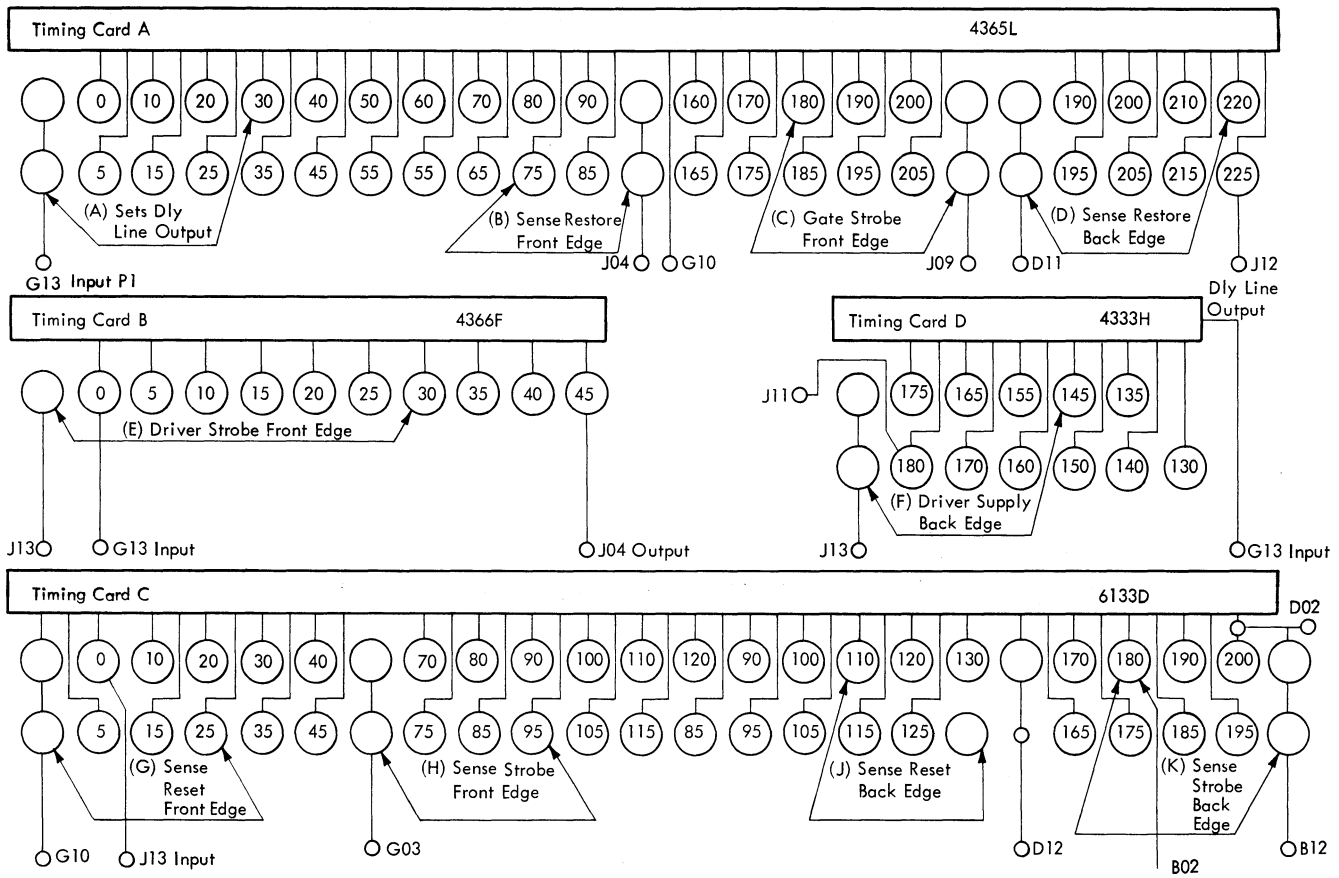 Timing Card A 4365L
0 10 20 30 40 50 60 70 80 90 160 170 180 190 200 190 200 210 220
5 15 25 35 45 55 55 65 75 85 165 175 185 195 205 195 205 215 225
(A) Sets Dly
Line Output
(B) Sense Restore
Front Edge
(C) Gate Strobe
Front Edge
(D) Sense Restore
Back Edge
G13 Input P1
J04
G10
J09
D11
J12
Dly Line
Output
Timing Card B 4366F
0 5 10 15 20 25 30 35 40 45
(E) Driver Strobe Front Edge
J13
G13 Input
J04 Output
Timing Card D 4333H
J11
175 165 155 145 135
180 170 160 150 140 130
(F) Driver Supply
Back Edge
J13
G13 Input
Timing Card C 6133D
D02
0 10 20 30 40 70 80 90 100 110 120 90 100 110 120 130 170 180 190 200
5 15 25 35 45 75 85 95 105 115 85 95 105 115 125 165 175 185 195
(G) Sense
Reset
Front Edge
(H) Sense Strobe
Front Edge
(J) Sense Reset
Back Edge
(K) Sense
Strobe
Back
Edge
G10
J13 Input
G03
D12
B02
B12